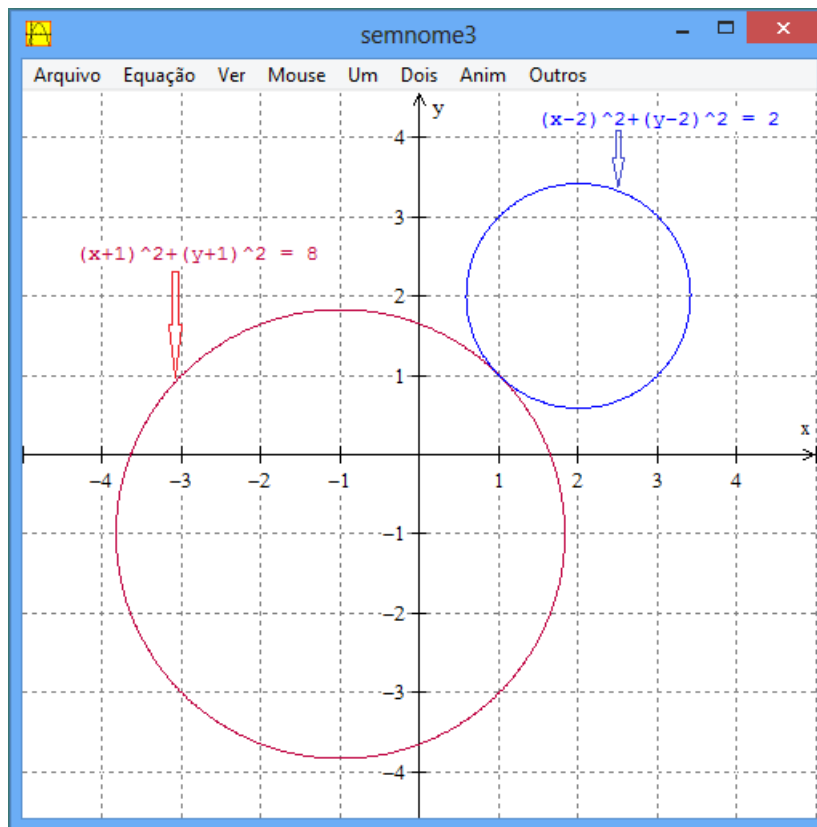 semnome3
Arquivo Equação Ver Mouse Um Dois Anim Outros
y
(x-2)^2+(y-2)^2 = 2
4
3
(x+1)^2+(y+1)^2 = 8
2
1
x
−4 −3 −2 −1 1 2 3 4
−1
−2
−3
−4